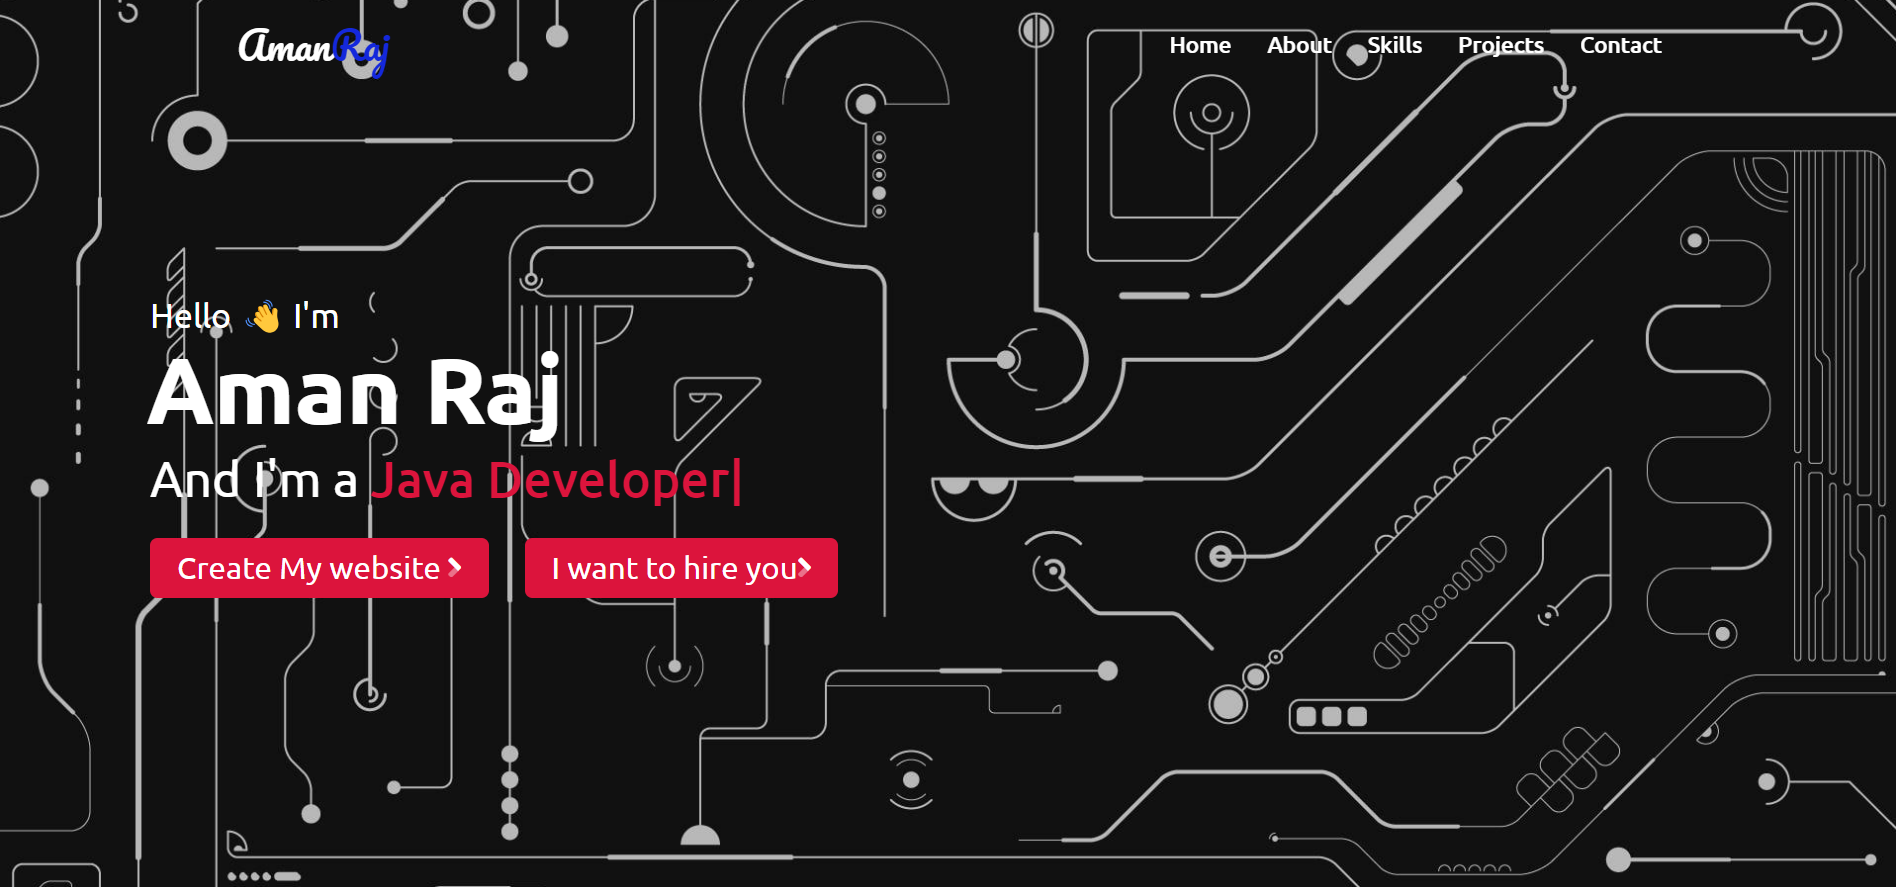 AmanRaj
Home About Skills Projects Contact
Hello 👋 I'm
Aman Raj
And I'm a Java Developer|
Create My website
I want to hire you